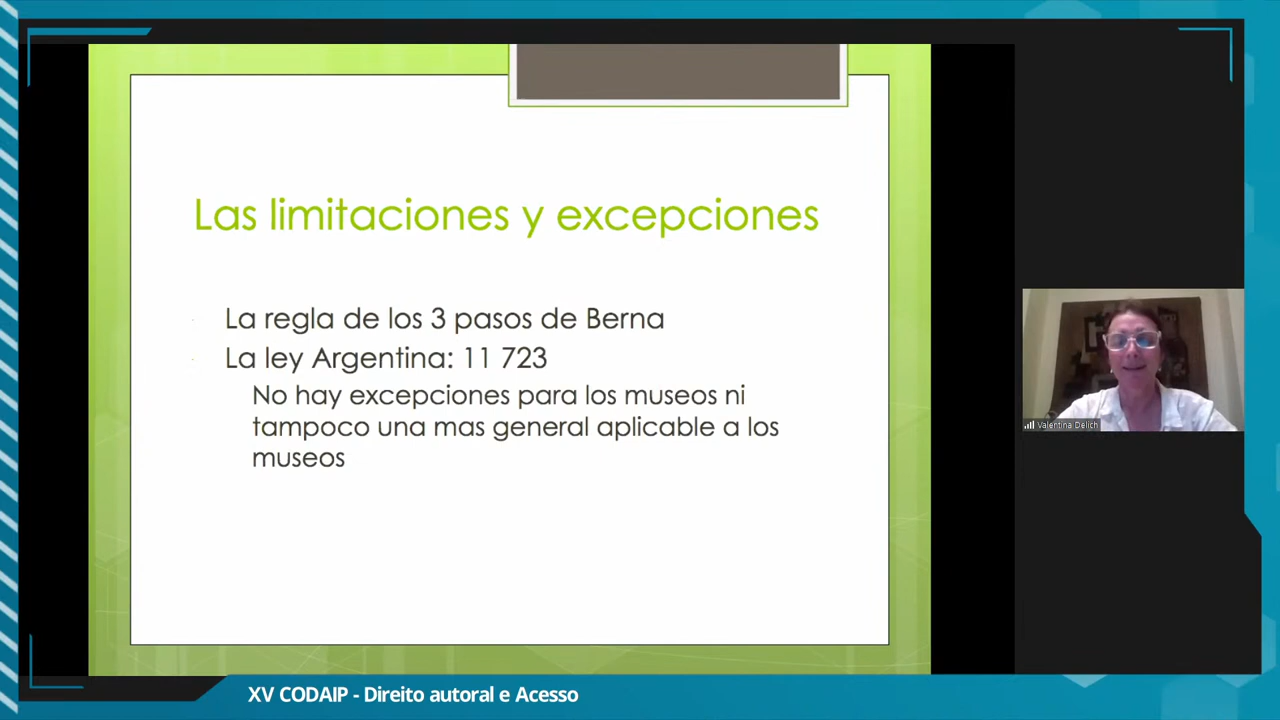 Las limitaciones y excepciones
La regla de los 3 pasos de Berna
La ley Argentina: 11 723
No hay excepciones para los museos ni
tampoco una mas general aplicable a los
museos
Valentina Delich
XV CODAIP - Direito autoral e Acesso